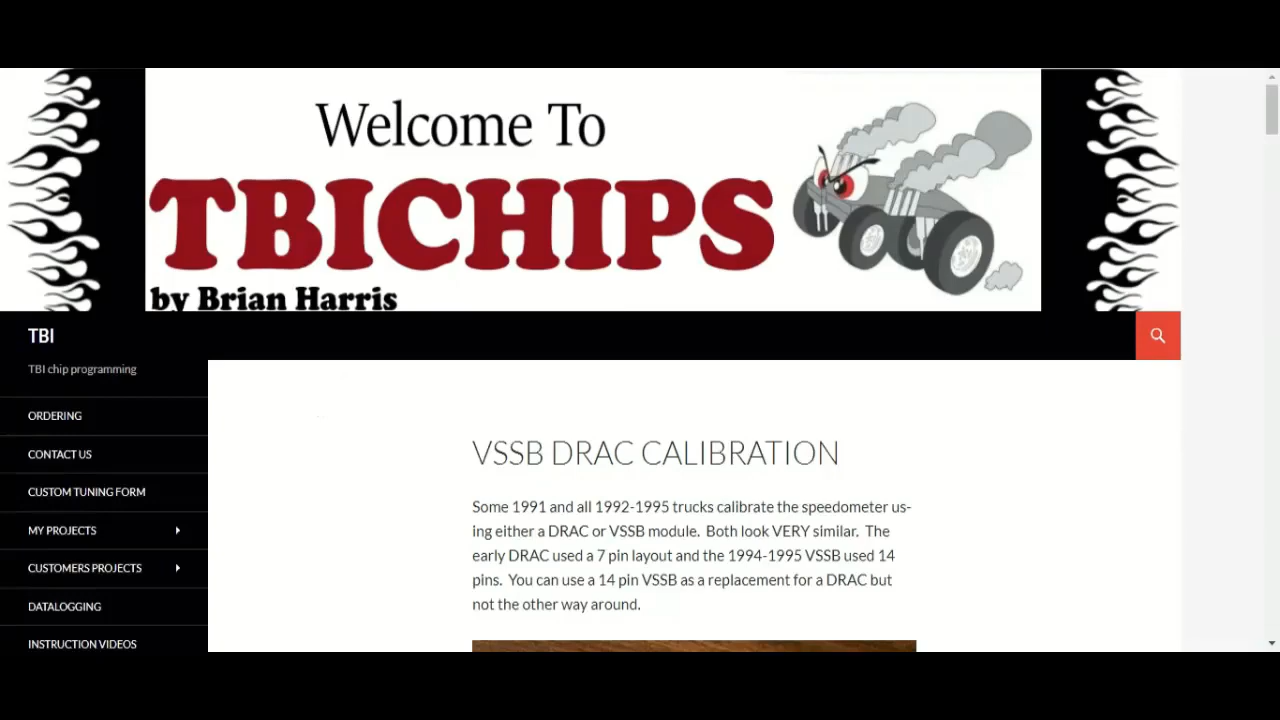 Welcome To
TBICHIPS
by Brian Harris
TBI
TBI chip programming
ORDERING
CONTACT US
CUSTOM TUNING FORM
MY PROJECTS
CUSTOMERS PROJECTS
DATALOGGING
INSTRUCTION VIDEOS
VSSB DRAC CALIBRATION
Some 1991 and all 1992-1995 trucks calibrate the speedometer us-
ing either a DRAC or VSSB module.  Both look VERY similar.  The
early DRAC used a 7 pin layout and the 1994-1995 VSSB used 14
pins.  You can use a 14 pin VSSB as a replacement for a DRAC but
not the other way around.